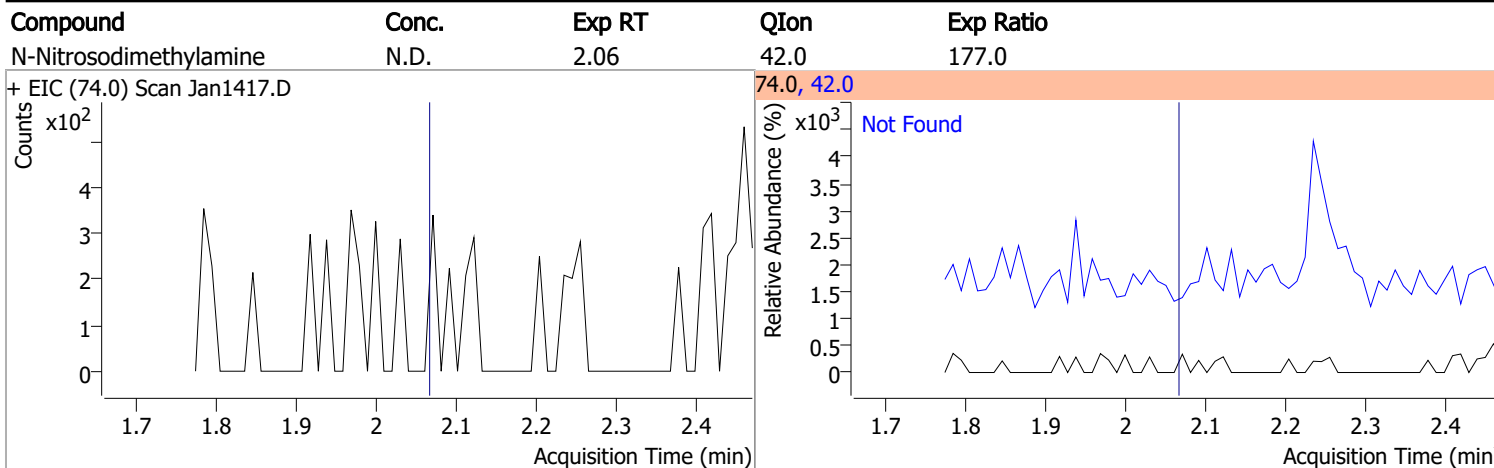 Compound Conc. Exp RT QIon Exp Ratio
N-Nitrosodimethylamine N.D. 2.06 42.0 177.0
+ EIC (74.0) Scan Jan1417.D
Counts
x10²
4
3
2
1
0
1.7 1.8 1.9 2 2.1 2.2 2.3 2.4
Acquisition Time (min)
74.0, 42.0
Relative Abundance (%)
x10³
Not Found
4
3.5
3
2.5
2
1.5
1
0.5
0
1.7 1.8 1.9 2 2.1 2.2 2.3 2.4
Acquisition Time (min